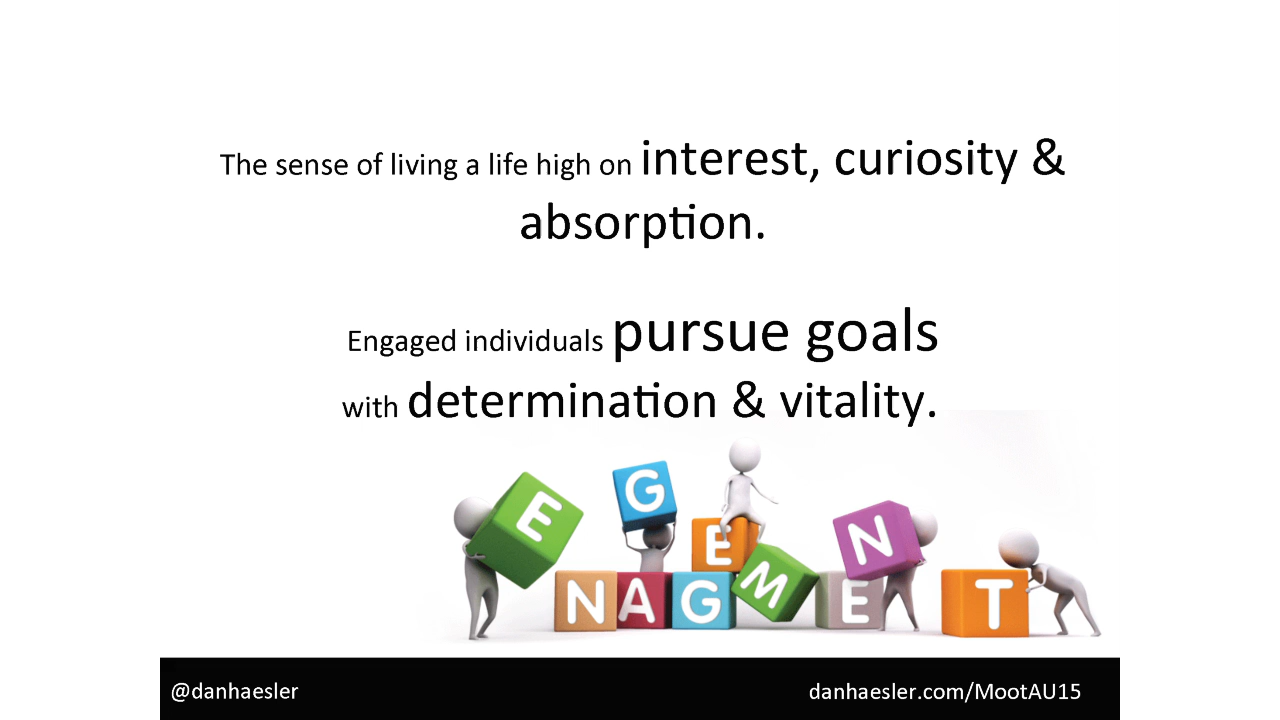 The sense of living a life high on interest, curiosity &
absorption.
Engaged individuals pursue goals
with determination & vitality.
E
G
E
N
N A G M E T
@danhaesler
danhaesler.com/MootAU15